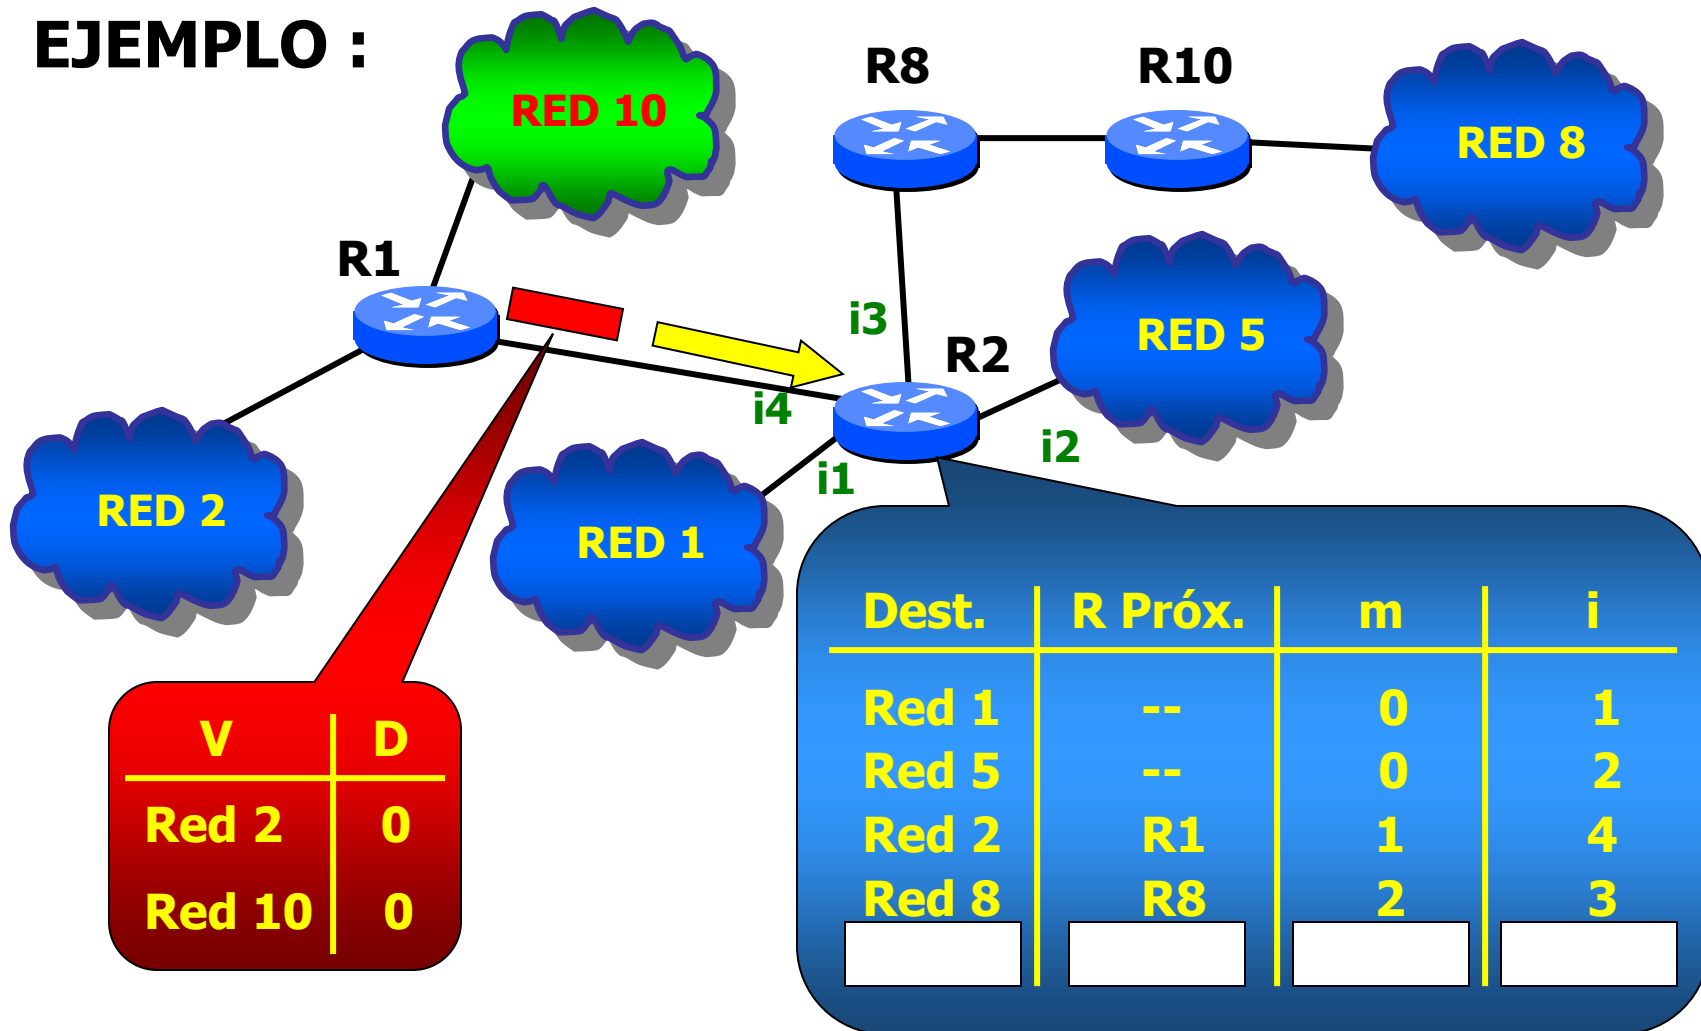 EJEMPLO :
RED 10
R8
R10
RED 8
R1
i3
R2
RED 5
i4
i2
i1
RED 2
RED 1
V D
Red 2 0
Red 10 0
Dest. R Próx. m i
Red 1 -- 0 1
Red 5 -- 0 2
Red 2 R1 1 4
Red 8 R8 2 3